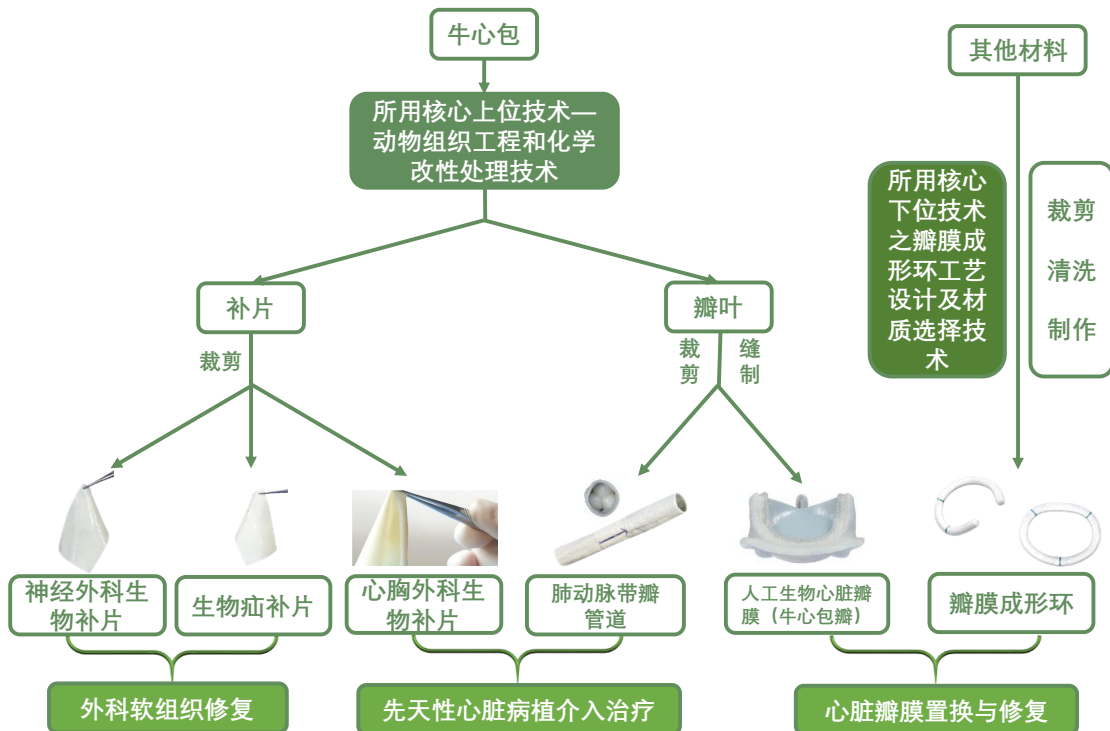 牛心包
其他材料
所用核心上位技术—
动物组织工程和化学
改性处理技术
所用核心
下位技术
之瓣膜成
形环工艺
设计及材
质选择技
术
裁剪
清洗
制作
补片
瓣叶
裁剪
裁
剪
缝
制
神经外科生
物补片
生物疝补片
心胸外科生
物补片
肺动脉带瓣
管道
人工生物心脏瓣
膜（牛心包瓣）
瓣膜成形环
外科软组织修复
先天性心脏病植介入治疗
心脏瓣膜置换与修复